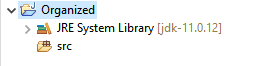 Organized
JRE System Library [jdk-11.0.12]
src